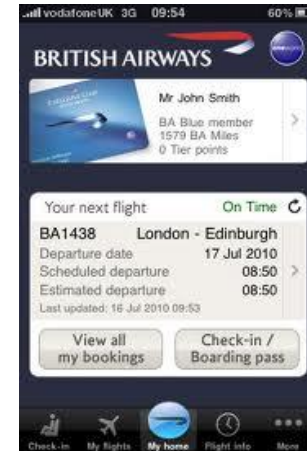 vodafone UK 3G 09:54 60%
BRITISH AIRWAYS
Mr John Smith
BA Blue member
1579 BA Miles
0 Tier points
Your next flight On Time
BA1438 London - Edinburgh
Departure date 17 Jul 2010
Scheduled departure 08:50
Estimated departure 08:50
Last updated: 16 Jul 2010 09:53
View all my bookings
Check-in / Boarding pass
Check-in My flights My home Flight info More